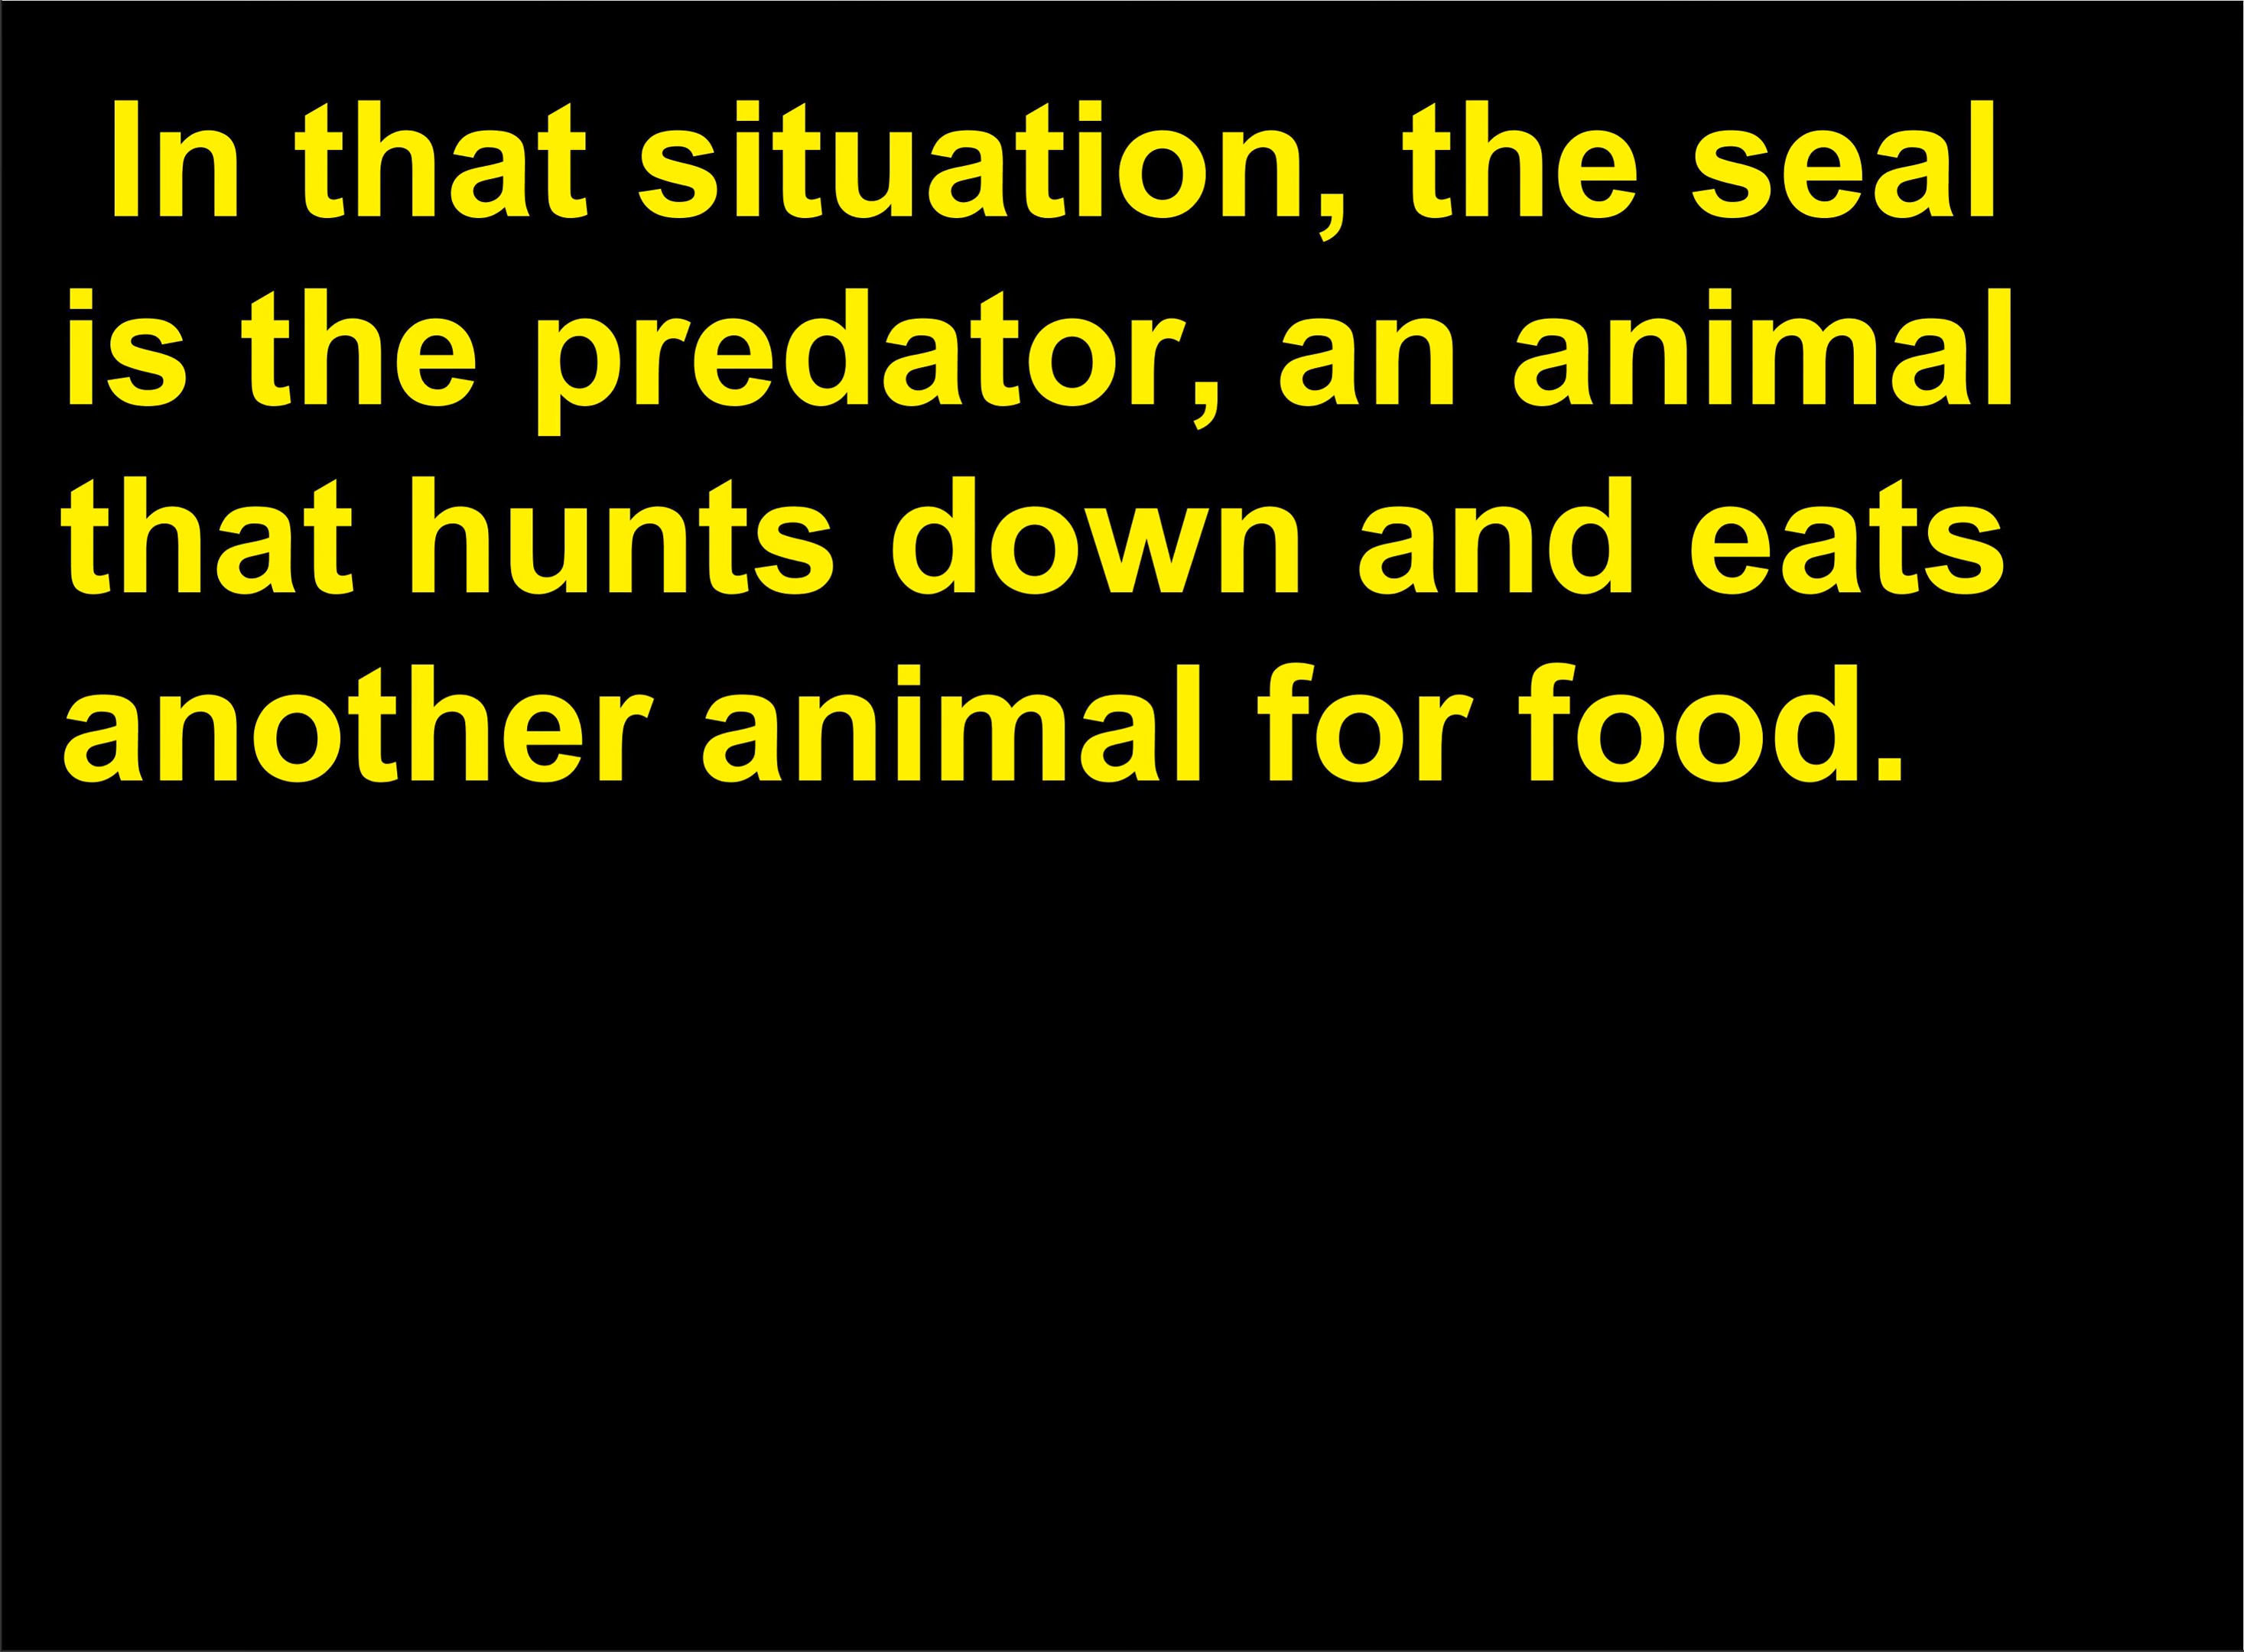 In that situation, the seal
is the predator, an animal
that hunts down and eats
another animal for food.